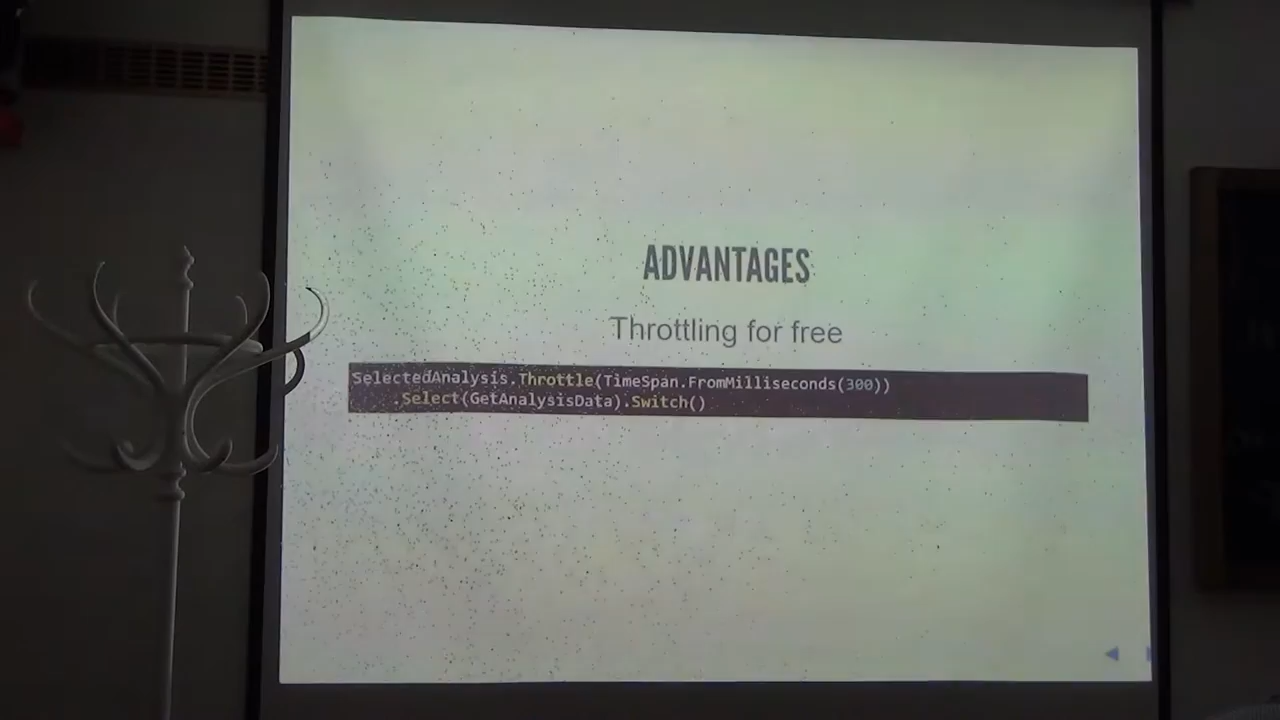 ADVANTAGES
Throttling for free
SelectedAnalysis.Throttle(TimeSpan.FromMilliseconds(300))
    .Select(GetAnalysisData).Switch()